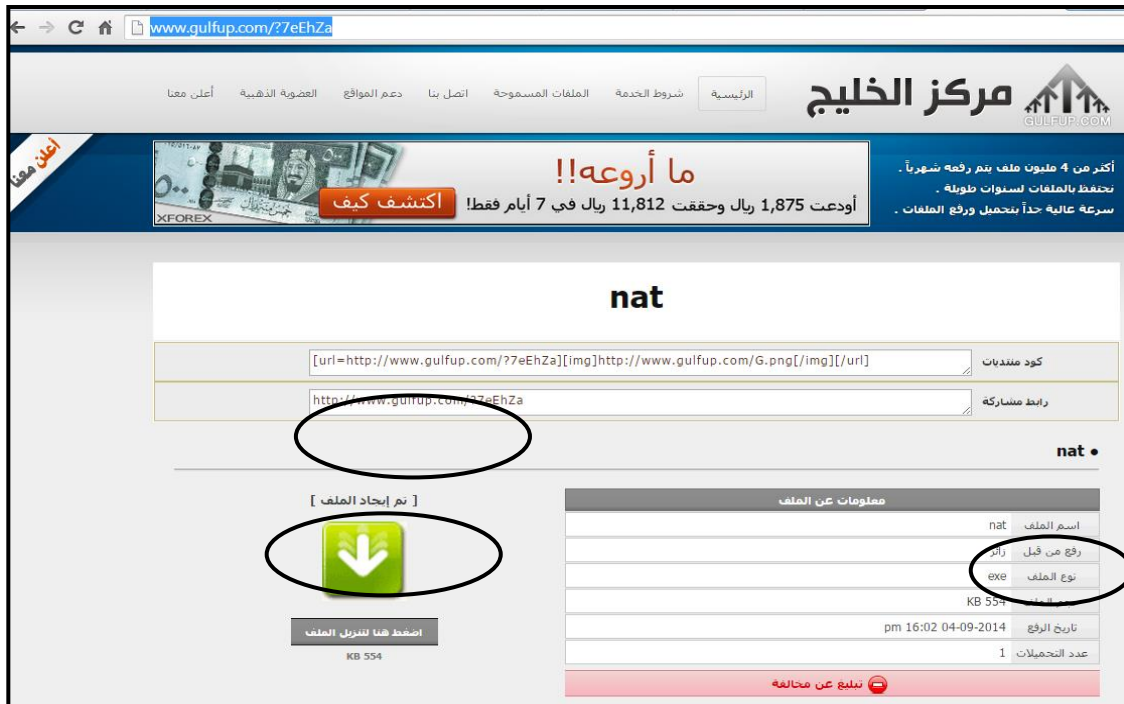 www.gulfup.com/?7eEhZa
مركز الخليج
GULFUP.COM
الرئيسية شروط الخدمة الملفات المسموحة اتصل بنا دعم المواقع العضوية الذهبية أعلن معنا
أعلن معنا
أكثر من 4 مليون ملف يتم رفعه شهرياً .
نحتفظ بالملفات لسنوات طويلة .
سرعة عالية جداً بتحميل ورفع الملفات .
ما أروعه!!
أودعت 1,875 ريال وحققت 11,812 ريال في 7 أيام فقط!
اكتشف كيف
XFOREX
nat
كود منتديات
[url=http://www.gulfup.com/?7eEhZa][img]http://www.gulfup.com/G.png[/img][/url]
رابط مشاركة
http://www.gulfup.com/?7eEhZa
nat •
معلومات عن الملف
اسم الملف nat
رفع من قبل زائر
نوع الملف exe
حجم الملف 554 KB
تاريخ الرفع 04-09-2014 16:02 pm
عدد التحميلات 1
تبليغ عن مخالفة
[ تم إيجاد الملف ]
اضغط هنا لتنزيل الملف
554 KB